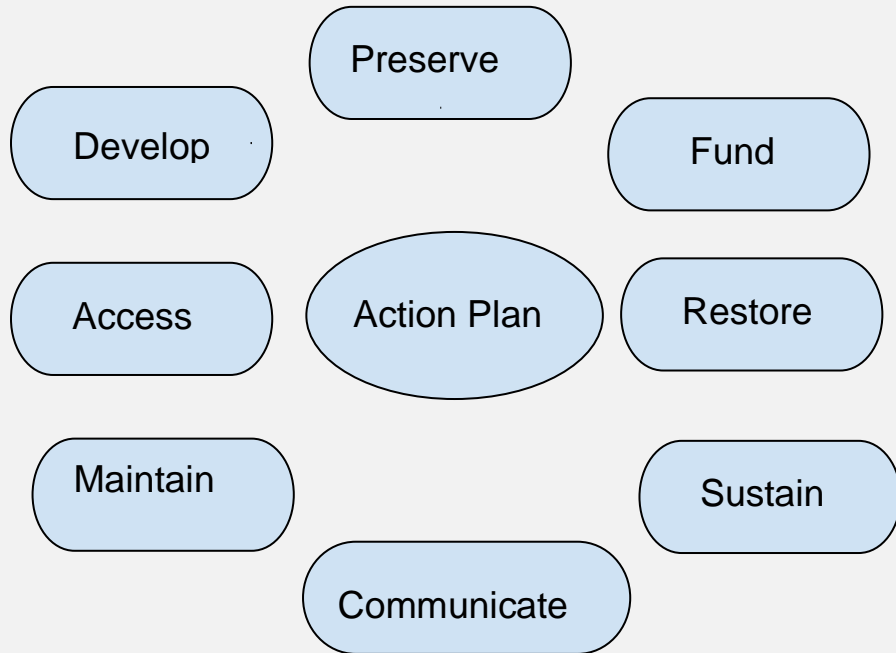 Preserve
Develop
Fund
Access
Action Plan
Restore
Maintain
Sustain
Communicate